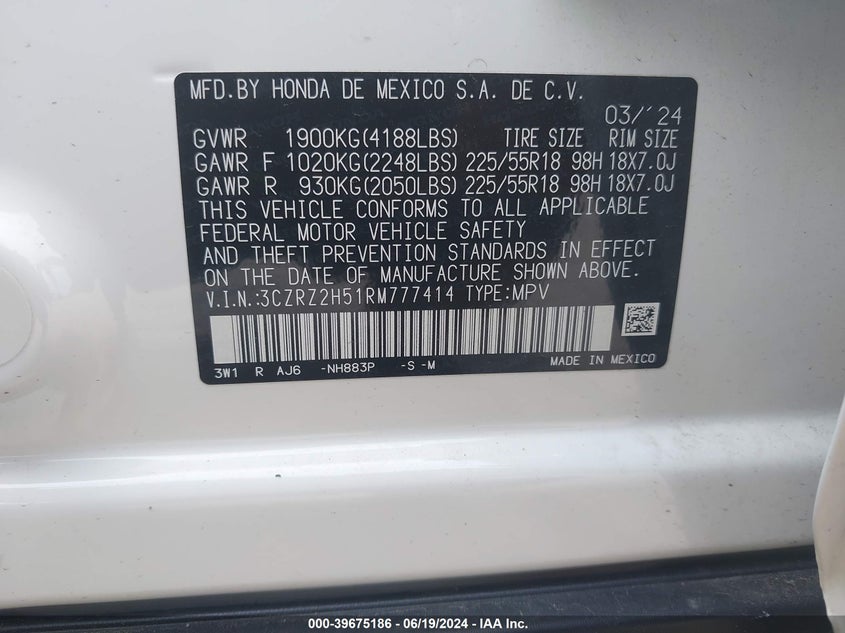 MFD.BY HONDA DE MEXICO S.A. DE C.V.
03/´24
GVWR 1900KG(4188LBS) TIRE SIZE RIM SIZE
GAWR F 1020KG(2248LBS) 225/55R18 98H 18X7.0J
GAWR R 930KG(2050LBS) 225/55R18 98H 18X7.0J
THIS VEHICLE CONFORMS TO ALL APPLICABLE
FEDERAL MOTOR VEHICLE SAFETY
AND THEFT PREVENTION STANDARDS IN EFFECT
ON THE DATE OF MANUFACTURE SHOWN ABOVE.
V.I.N.:3CZRZ2H51RM777414 TYPE:MPV
3W1 R AJ6 -NH883P -S -M MADE IN MEXICO
000-39675186 - 06/19/2024 - IAA Inc.